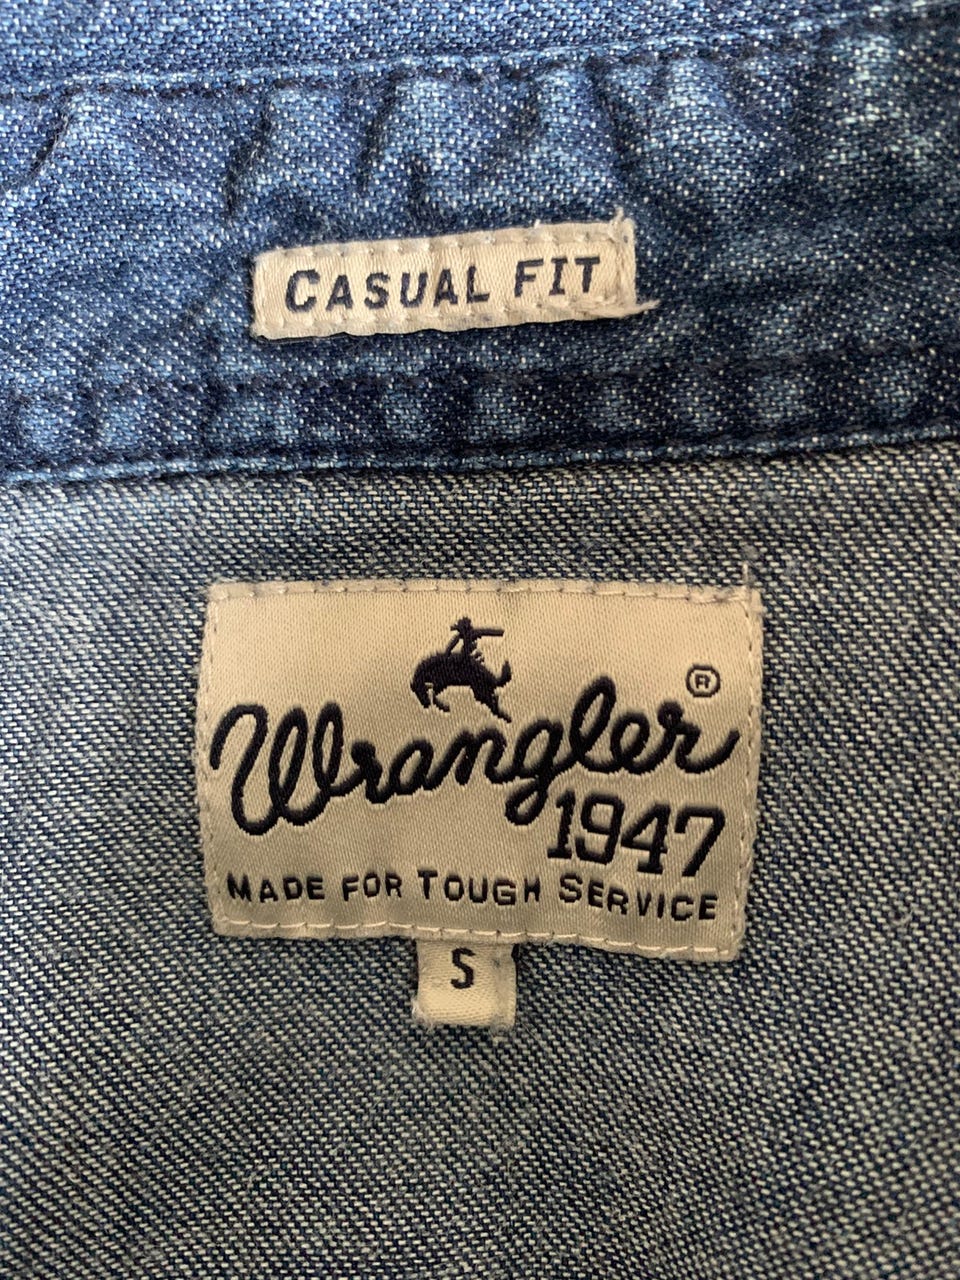 CASUAL FIT
Wrangler®
1947
MADE FOR TOUGH SERVICE
S